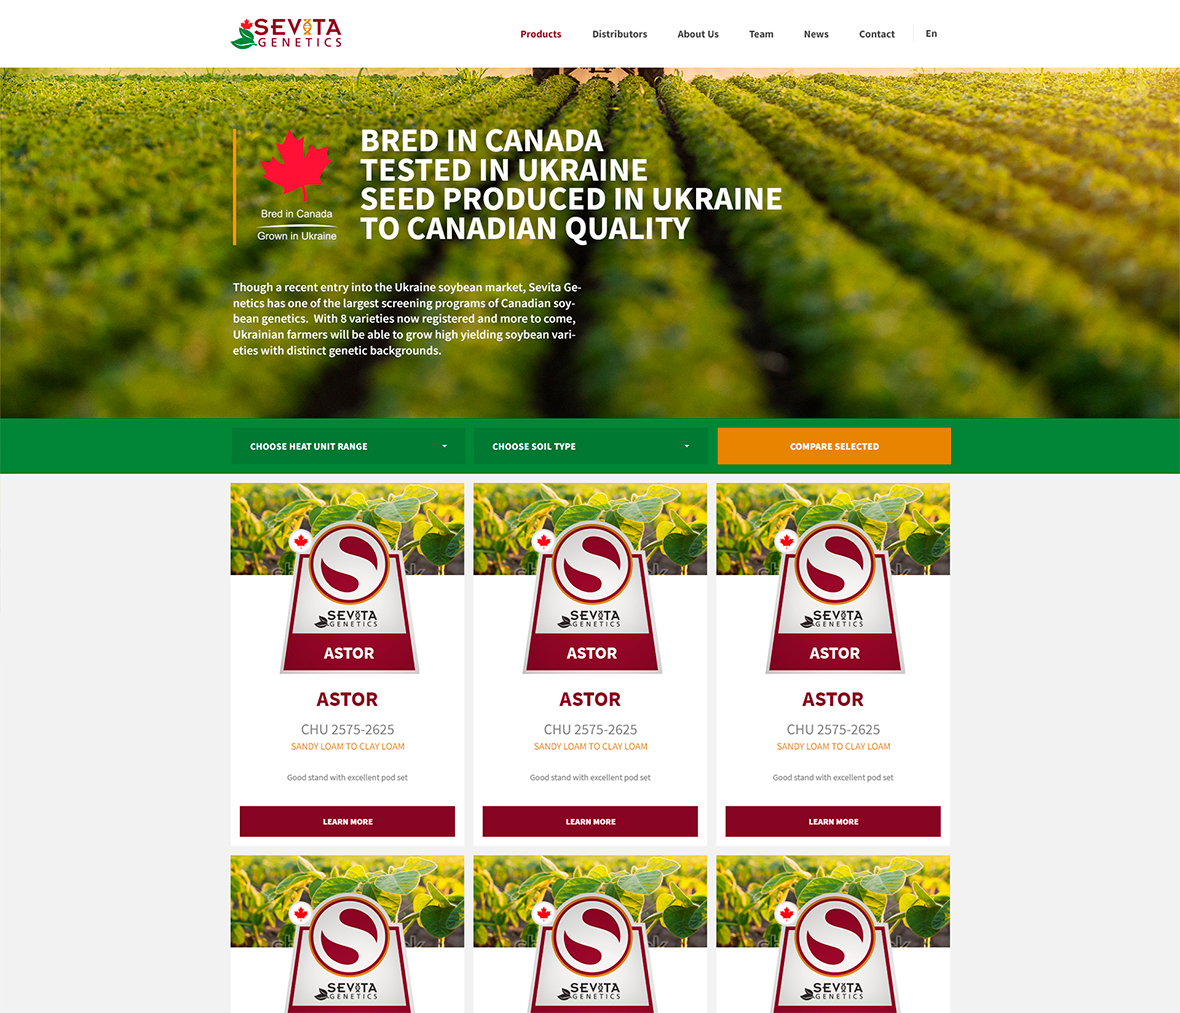 SEVITA
GENETICS
Products
Distributors
About Us
Team
News
Contact
En
BRED IN CANADA
TESTED IN UKRAINE
SEED PRODUCED IN UKRAINE
TO CANADIAN QUALITY
Bred in Canada
Grown in Ukraine
Though a recent entry into the Ukraine soybean market, Sevita Ge-
netics has one of the largest screening programs of Canadian soy-
bean genetics.  With 8 varieties now registered and more to come,
Ukrainian farmers will be able to grow high yielding soybean vari-
eties with distinct genetic backgrounds.
CHOOSE HEAT UNIT RANGE
CHOOSE SOIL TYPE
COMPARE SELECTED
SEVITA
GENETICS
ASTOR
ASTOR
CHU 2575-2625
SANDY LOAM TO CLAY LOAM
Good stand with excellent pod set
LEARN MORE
SEVITA
GENETICS
ASTOR
ASTOR
CHU 2575-2625
SANDY LOAM TO CLAY LOAM
Good stand with excellent pod set
LEARN MORE
SEVITA
GENETICS
ASTOR
ASTOR
CHU 2575-2625
SANDY LOAM TO CLAY LOAM
Good stand with excellent pod set
LEARN MORE
SEVITA
GENETICS
SEVITA
GENETICS
SEVITA
GENETICS